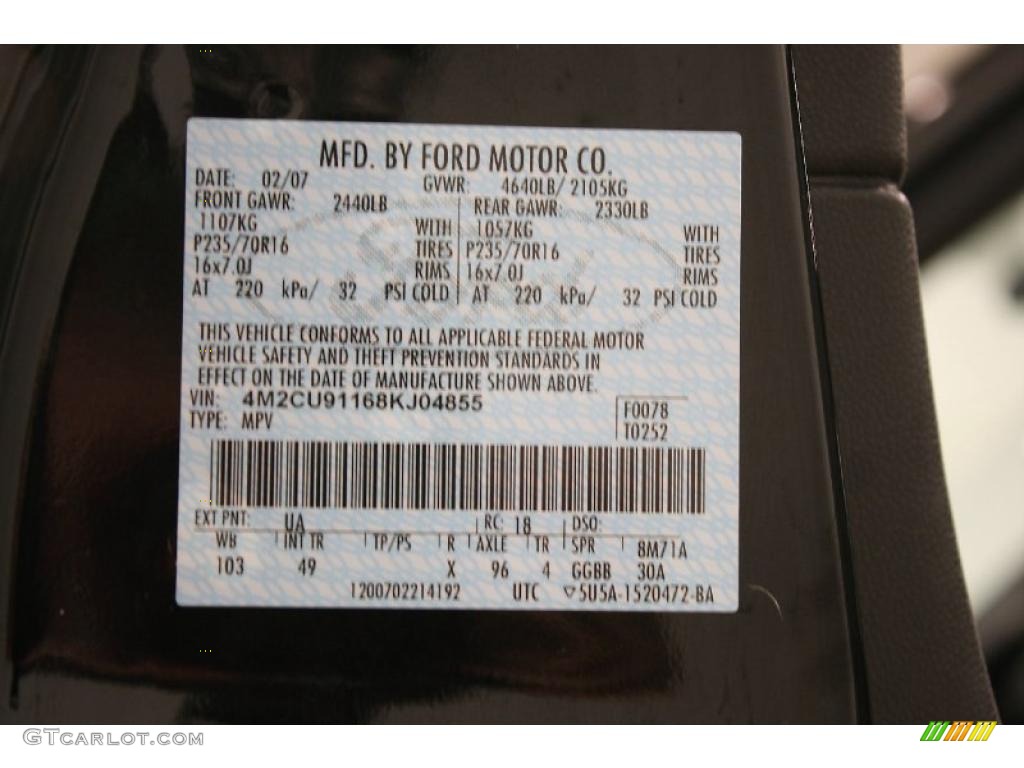 MFD. BY FORD MOTOR CO.
DATE: 02/07 GVWR: 4640LB/ 2105KG
FRONT GAWR: 2440LB REAR GAWR: 2330LB
1107KG WITH 1057KG WITH
P235/70R16 TIRES P235/70R16 TIRES
16x7.0J RIMS 16x7.0J RIMS
AT 220 kPa/ 32 PSI COLD AT 220 kPa/ 32 PSI COLD
THIS VEHICLE CONFORMS TO ALL APPLICABLE FEDERAL MOTOR
VEHICLE SAFETY AND THEFT PREVENTION STANDARDS IN
EFFECT ON THE DATE OF MANUFACTURE SHOWN ABOVE.
VIN: 4M2CU91168KJ04855
F0078
TYPE: MPV
T0252
EXT PNT: UA RC: 18 DSO:
WB INT TR TP/PS R AXLE TR SPR 8M71A
103 49 X 96 4 GGBB 30A
1200702214192 UTC ▽5U5A-1520472-BA
GTCarlot.com